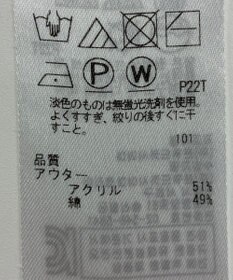 P
W
P22T
淡色のものは無蛍光洗剤を使用。
よくすすぎ、絞りの後すぐに干
すこと。
101
品質
アウター
アクリル 51%
綿 49%